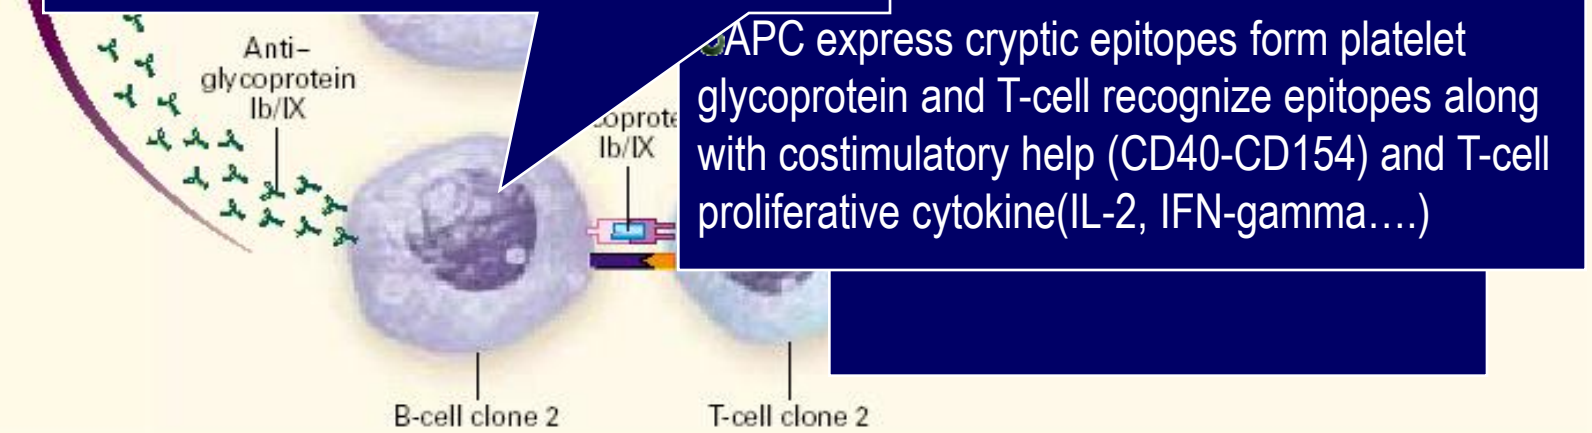 Anti–
glycoprotein
Ib/IX
Ib/IX
APC express cryptic epitopes form platelet
glycoprotein and T-cell recognize epitopes along
with costimulatory help (CD40-CD154) and T-cell
proliferative cytokine(IL-2, IFN-gamma….)
B-cell clone 2
T-cell clone 2